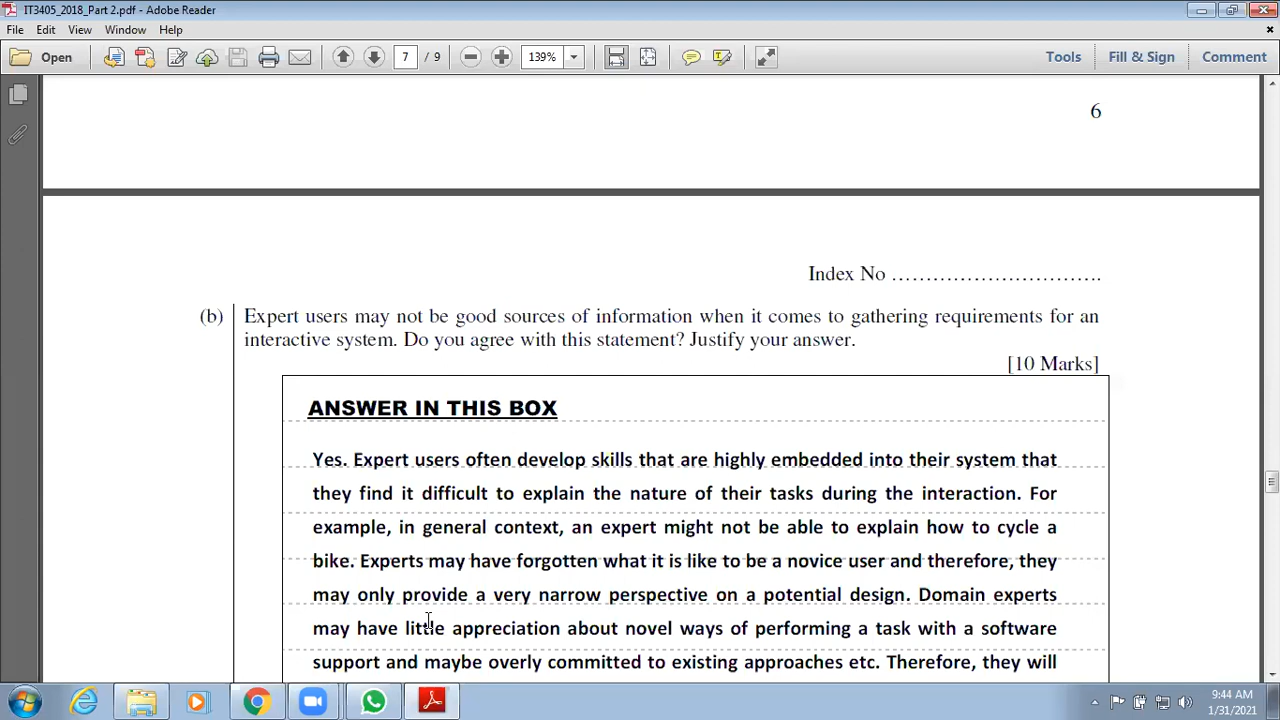 IT3405_2018_Part 2.pdf - Adobe Reader
File Edit View Window Help
Open 7 / 9 139% Tools Fill & Sign Comment
6
Index No ………………………….
(b) Expert users may not be good sources of information when it comes to gathering requirements for an
interactive system. Do you agree with this statement? Justify your answer.
[10 Marks]
ANSWER IN THIS BOX
Yes. Expert users often develop skills that are highly embedded into their system that
they find it difficult to explain the nature of their tasks during the interaction. For
example, in general context, an expert might not be able to explain how to cycle a
bike. Experts may have forgotten what it is like to be a novice user and therefore, they
may only provide a very narrow perspective on a potential design. Domain experts
may have little appreciation about novel ways of performing a task with a software
support and maybe overly committed to existing approaches etc. Therefore, they will
9:44 AM
1/31/2021